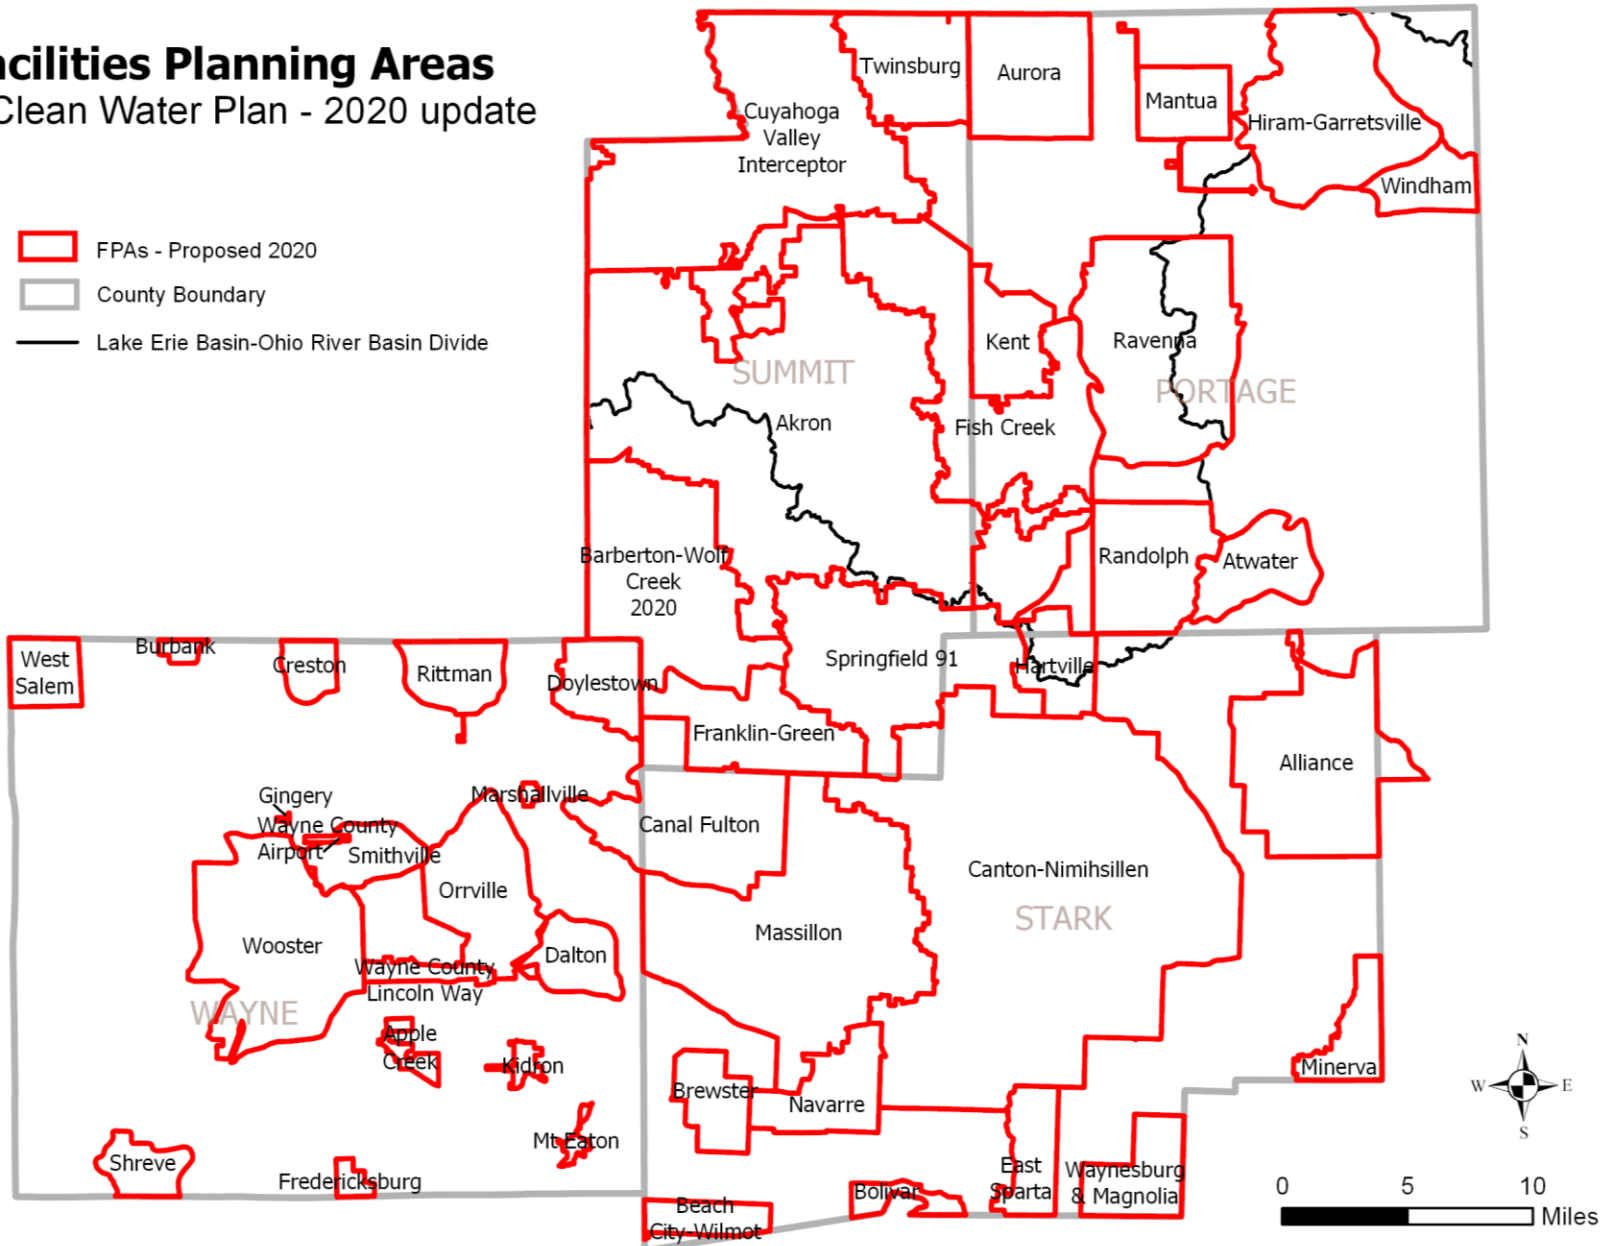 acilities Planning Areas
Clean Water Plan - 2020 update
FPAs - Proposed 2020
County Boundary
Lake Erie Basin-Ohio River Basin Divide
Twinsburg
Aurora
Mantua
Hiram-Garretsville
Windham
Cuyahoga
Valley
Interceptor
Kent
Ravenna
SUMMIT
PORTAGE
Akron
Fish Creek
Barberton-Wolf
Creek
2020
Randolph
Atwater
Springfield 91
Hartville
West
Salem
Burbank
Creston
Rittman
Doylestown
Franklin-Green
Alliance
Gingery
Marshallville
Wayne County
Airport
Smithville
Canal Fulton
Orrville
Canton-Nimihsillen
STARK
Massillon
Wooster
Dalton
Wayne County
Lincoln Way
WAYNE
Apple
Creek
Kidron
Brewster
Navarre
Minerva
Mt Eaton
Shreve
Fredericksburg
East
Sparta
Waynesburg
& Magnolia
Bolivar
Beach
City-Wilmot
N
W
E
S
0 5 10
Miles